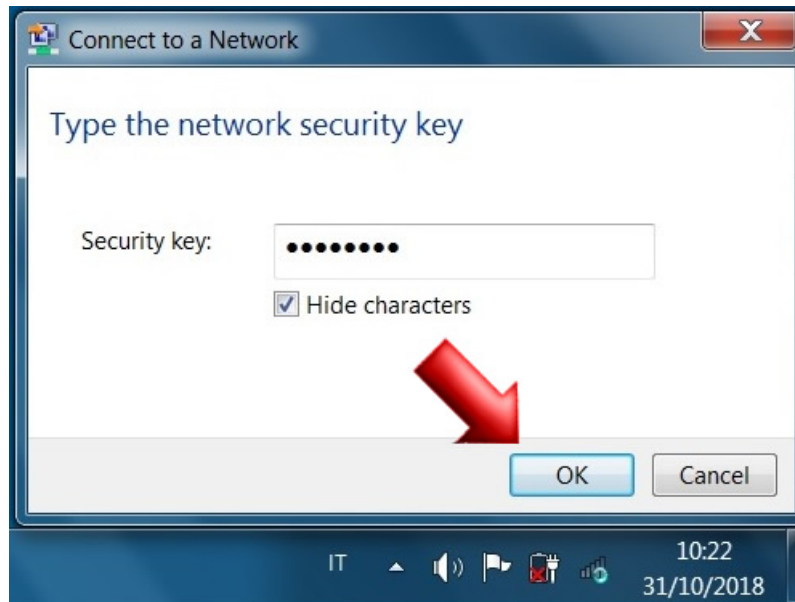 Connect to a Network
Type the network security key
Security key: ●●●●●●●●
Hide characters
OK Cancel
IT 10:22
31/10/2018